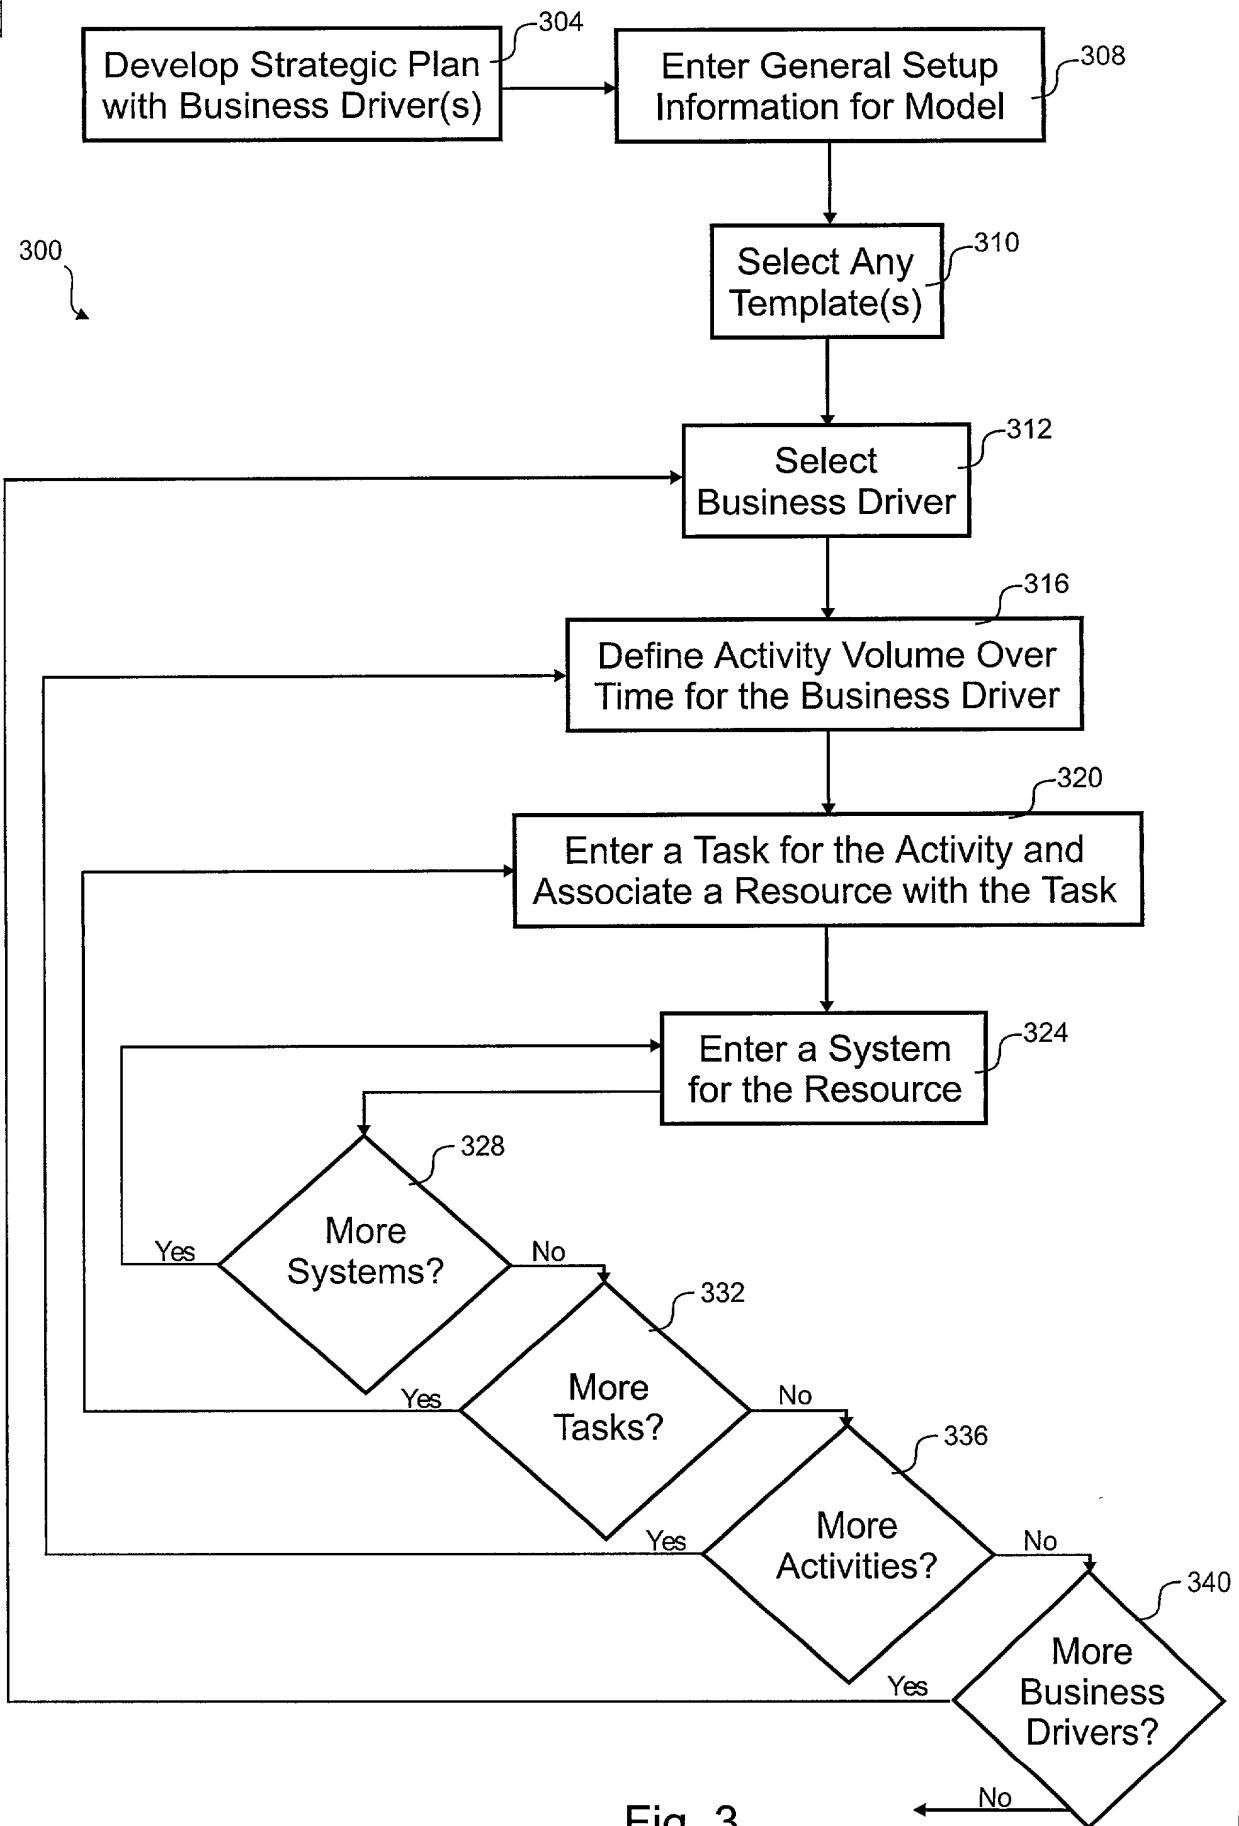 304
Develop Strategic Plan
with Business Driver(s)
Enter General Setup
Information for Model
308
300
Select Any
Template(s)
310
312
Select
Business Driver
316
Define Activity Volume Over
Time for the Business Driver
320
Enter a Task for the Activity and
Associate a Resource with the Task
324
Enter a System
for the Resource
328
More
Systems?
Yes
No
332
More
Tasks?
Yes
No
336
More
Activities?
Yes
No
340
More
Business
Drivers?
Yes
No
Fig. 3